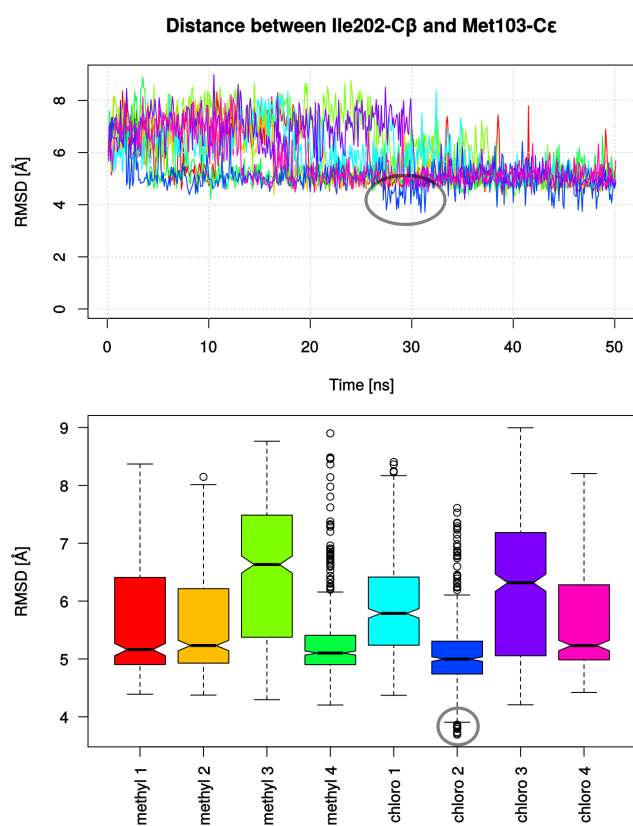 Distance between Ile202-Cβ and Met103-Cε
RMSD [Å]
8
6
4
2
0
0 10 20 30 40 50
Time [ns]
RMSD [Å]
9
8
7
6
5
4
methyl 1
methyl 2
methyl 3
methyl 4
chloro 1
chloro 2
chloro 3
chloro 4